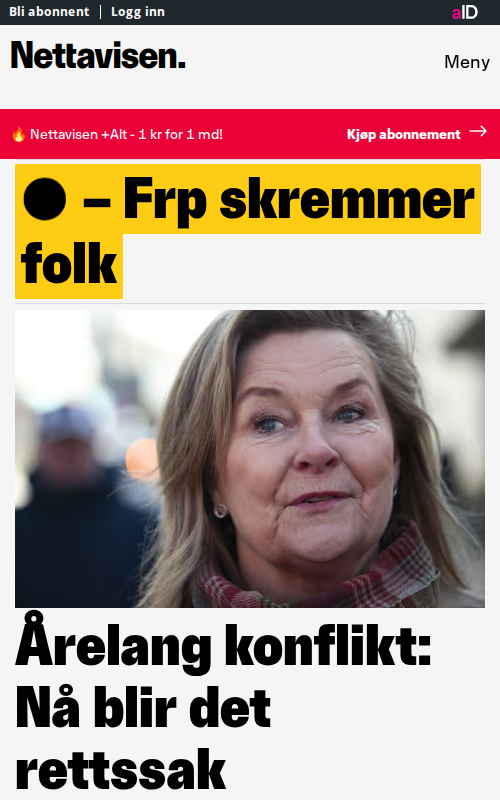 Bli abonnent | Logg inn aID
Nettavisen.
Meny
🔥 Nettavisen +Alt - 1 kr for 1 md! Kjøp abonnement →
● – Frp skremmer
folk
Årelang konflikt:
Nå blir det
rettssak